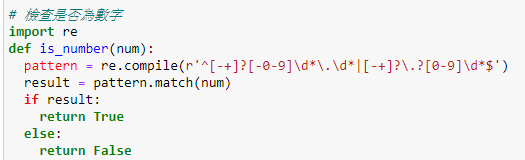 # 檢查是否為數字
import re
def is_number(num):
  pattern = re.compile(r'^[-+]?[-0-9]\d*\.\d*|[-+]?\.?[0-9]\d*$')
  result = pattern.match(num)
  if result:
    return True
  else:
    return False